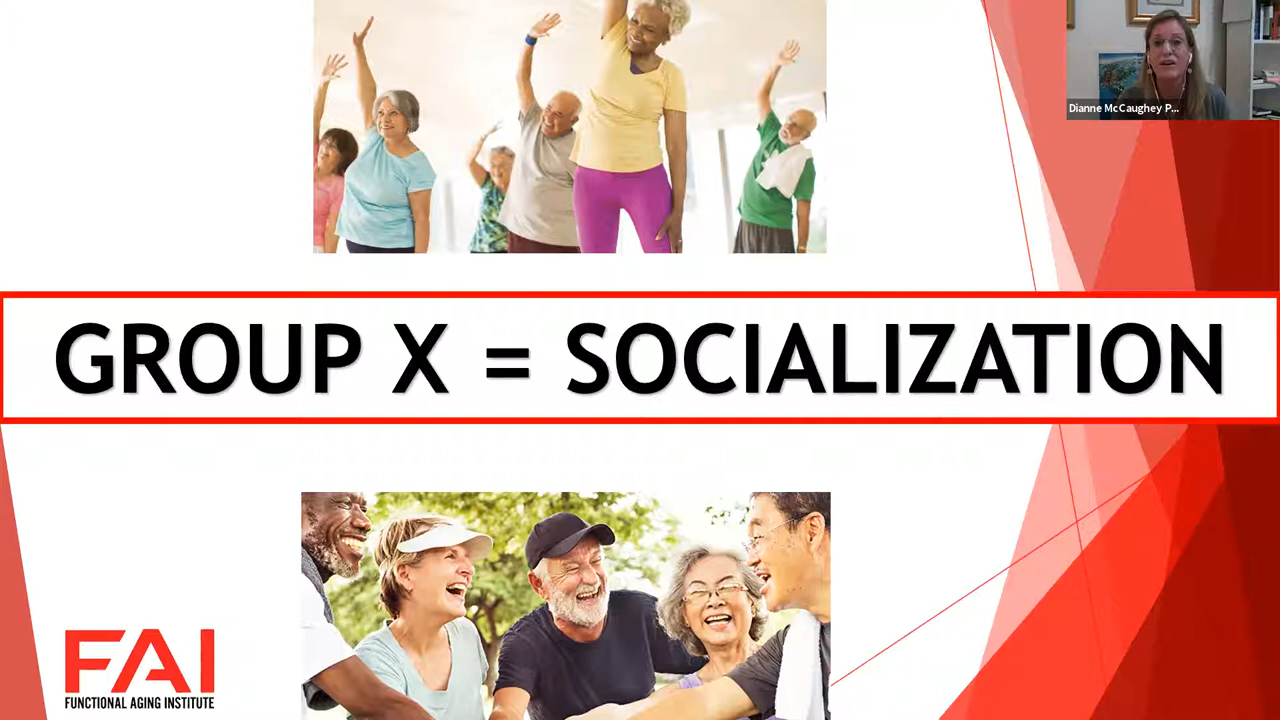 Dianne McCaughey P...
GROUP X = SOCIALIZATION
FAI
FUNCTIONAL AGING INSTITUTE